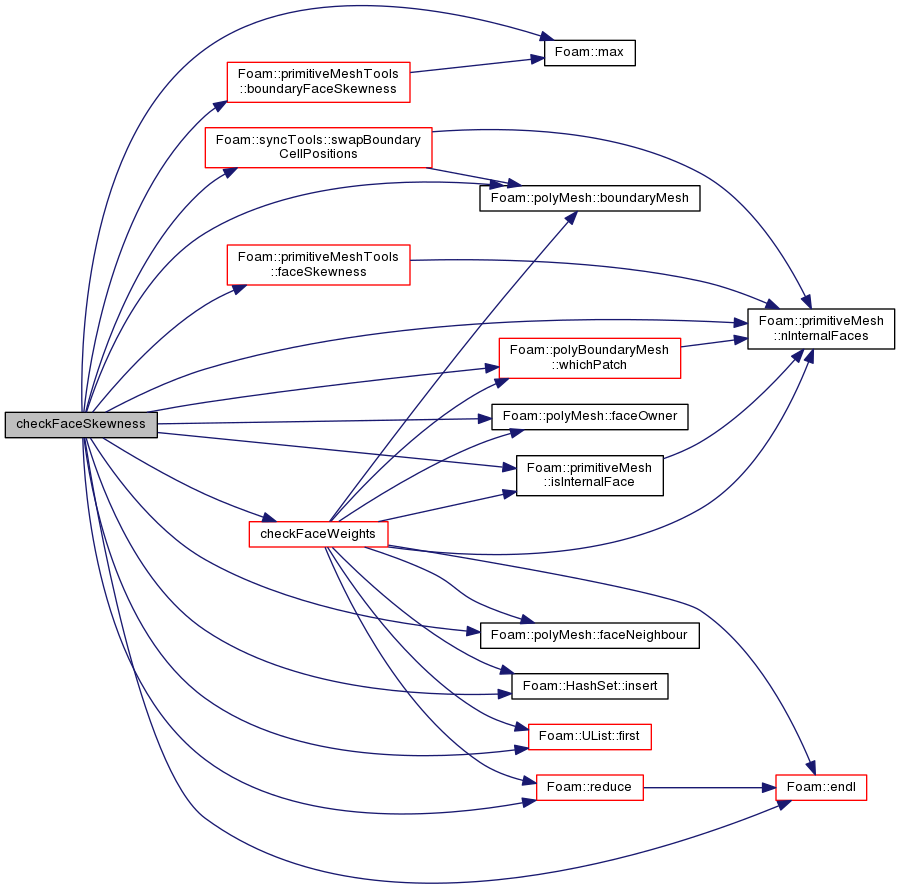 Foam::max
Foam::primitiveMeshTools
::boundaryFaceSkewness
Foam::syncTools::swapBoundary
CellPositions
Foam::polyMesh::boundaryMesh
Foam::primitiveMeshTools
::faceSkewness
Foam::primitiveMesh
::nInternalFaces
Foam::polyBoundaryMesh
::whichPatch
checkFaceSkewness
Foam::polyMesh::faceOwner
Foam::primitiveMesh
::isInternalFace
checkFaceWeights
Foam::polyMesh::faceNeighbour
Foam::HashSet::insert
Foam::UList::first
Foam::reduce
Foam::endl